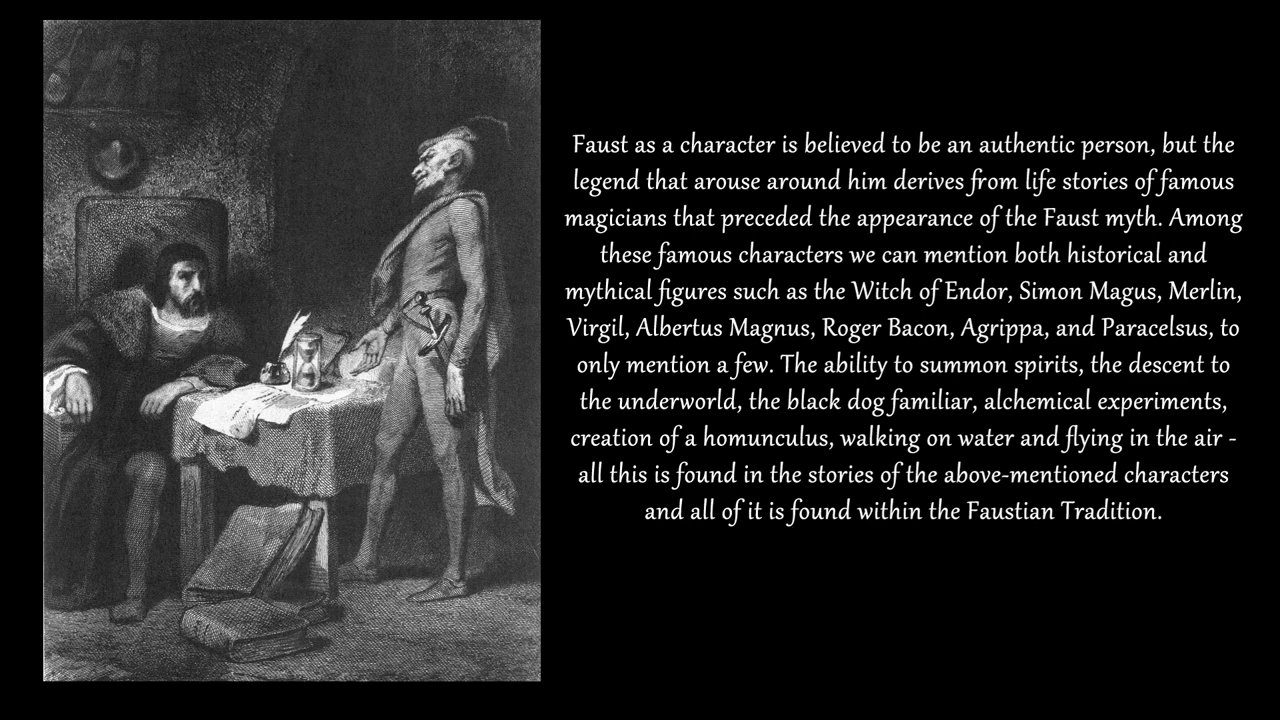 Faust as a character is believed to be an authentic person, but the
legend that arouse around him derives from life stories of famous
magicians that preceded the appearance of the Faust myth. Among
these famous characters we can mention both historical and
mythical figures such as the Witch of Endor, Simon Magus, Merlin,
Virgil, Albertus Magnus, Roger Bacon, Agrippa, and Paracelsus, to
only mention a few. The ability to summon spirits, the descent to
the underworld, the black dog familiar, alchemical experiments,
creation of a homunculus, walking on water and flying in the air -
all this is found in the stories of the above-mentioned characters
and all of it is found within the Faustian Tradition.